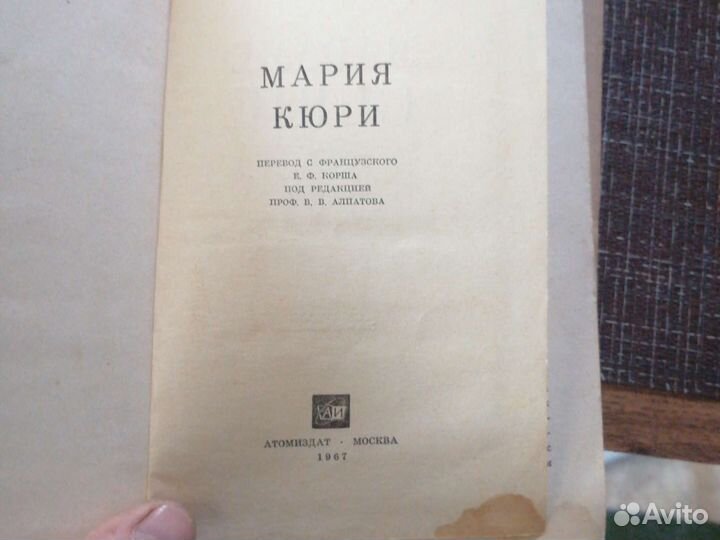 МАРИЯ
КЮРИ
ПЕРЕВОД С ФРАНЦУЗСКОГО
Е. Ф. КОРША
ПОД РЕДАКЦИЕЙ
ПРОФ. В. В. АЛПАТОВА
АИ
АТОМИЗДАТ · МОСКВА
1967
Avito